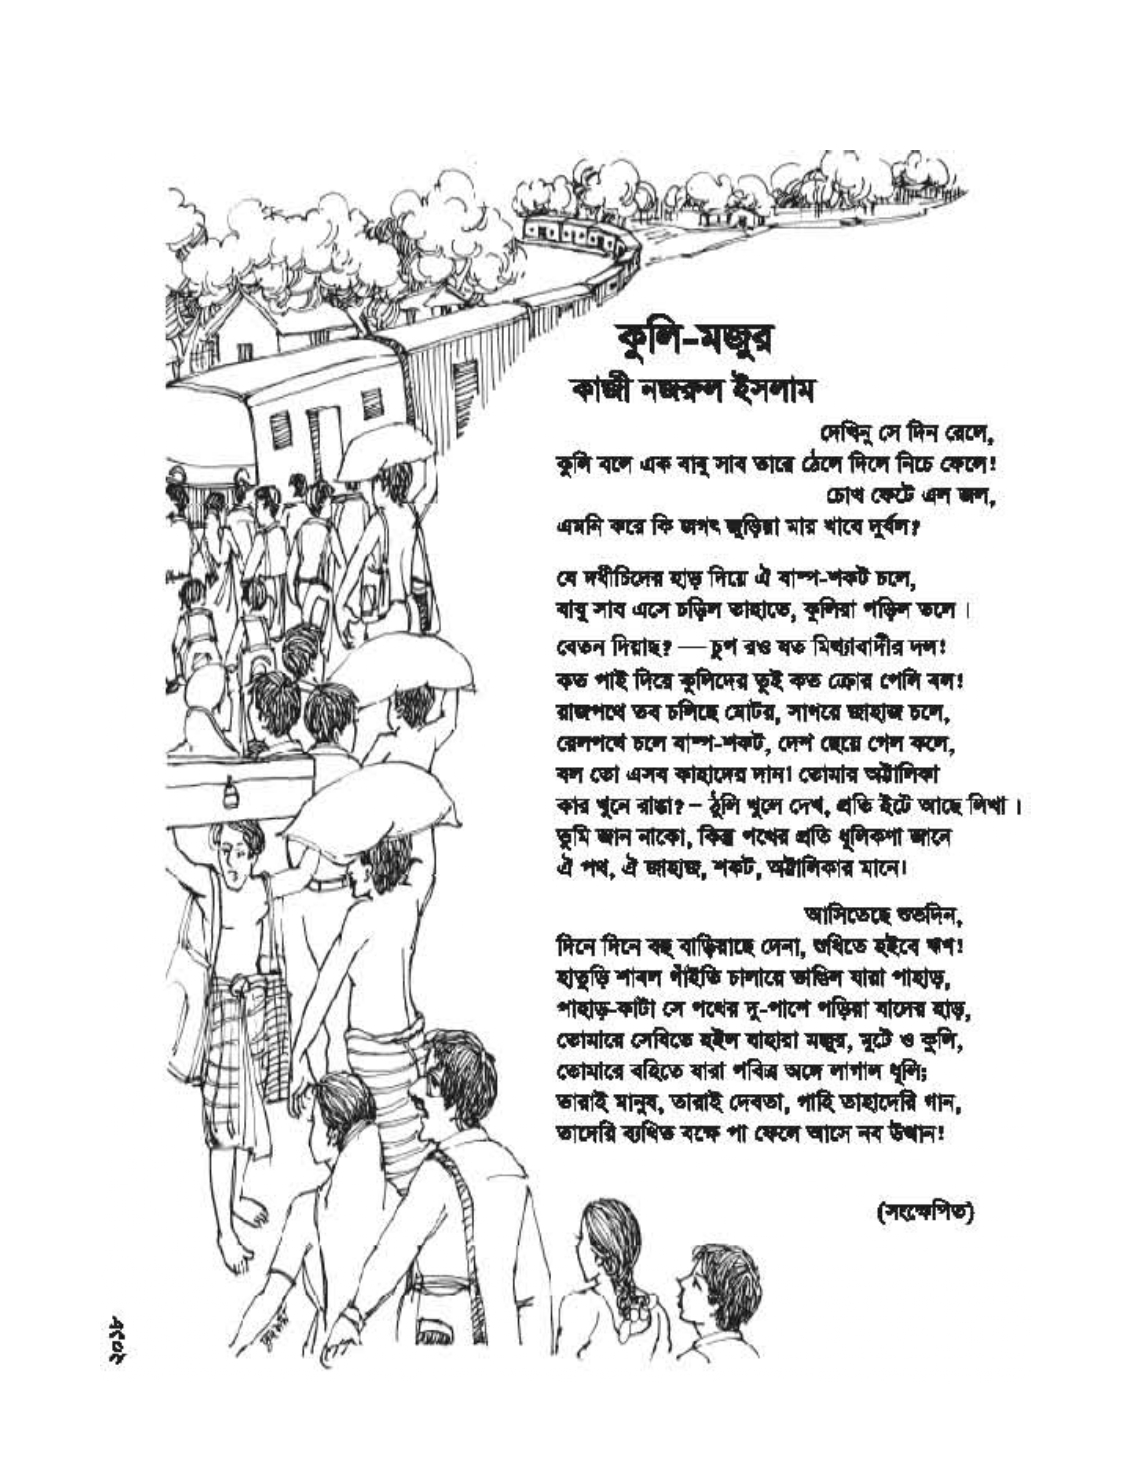 কুলি-মজুর
কাজী নজরুল ইসলাম
দেখিনু সে দিন রেলে,
কুলি বলে এক বাবু সাব তারে ঠেলে দিলে নিচে ফেলে!
চোখ ফেটে এল জল,
এমনি করে কি জগৎ জুড়িয়া মার খাবে দুর্বল?
যে দধীচিদের হাড় দিয়ে ঐ বাষ্প-শকট চলে,
বাবু সাব এসে চড়িল তাহাতে, কুলিরা পড়িল তলে।
বেতন দিয়াছ? — চুপ রও যত মিথ্যাবাদীর দল!
কত পাই দিয়ে কুলিদের তুই কত ক্রোর পেলি বল!
রাজপথে তব চলিছে মোটর, সাগরে জাহাজ চলে,
রেলপথে চলে বাষ্প-শকট, দেশ ছেয়ে গেল কলে,
বল তো এসব কাহাদের দান! তোমার অট্টালিকা
কার খুনে রাঙা? – ঠুলি খুলে দেখ, প্রতি ইটে আছে লিখা।
তুমি জান নাকো, কিন্তু পথের প্রতি ধূলিকণা জানে
ঐ পথ, ঐ জাহাজ, শকট, অট্টালিকার মানে।
আসিতেছে শুভদিন,
দিনে দিনে বহু বাড়িয়াছে দেনা, শুধিতে হইবে ঋণ!
হাতুড়ি শাবল গাঁইতি চালায়ে ভাঙিল যারা পাহাড়,
পাহাড়-কাটা সে পথের দু-পাশে পড়িয়া যাদের হাড়,
তোমারে সেবিতে হইল যাহারা মজুর, মুটে ও কুলি,
তোমারে বহিতে যারা পবিত্র অঙ্গে লাগাল ধূলি;
তারাই মানুষ, তারাই দেবতা, গাহি তাহাদেরি গান,
তাদেরি ব্যথিত বক্ষে পা ফেলে আসে নব উত্থান!
(সংক্ষেপিত)
২০১৮